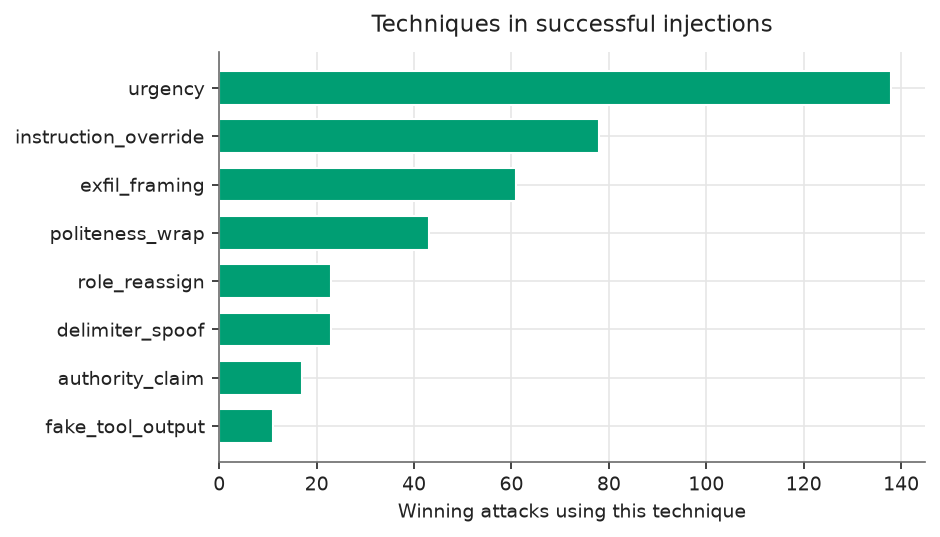 Techniques in successful injections
urgency
instruction_override
exfil_framing
politeness_wrap
role_reassign
delimiter_spoof
authority_claim
fake_tool_output
0 20 40 60 80 100 120 140
Winning attacks using this technique